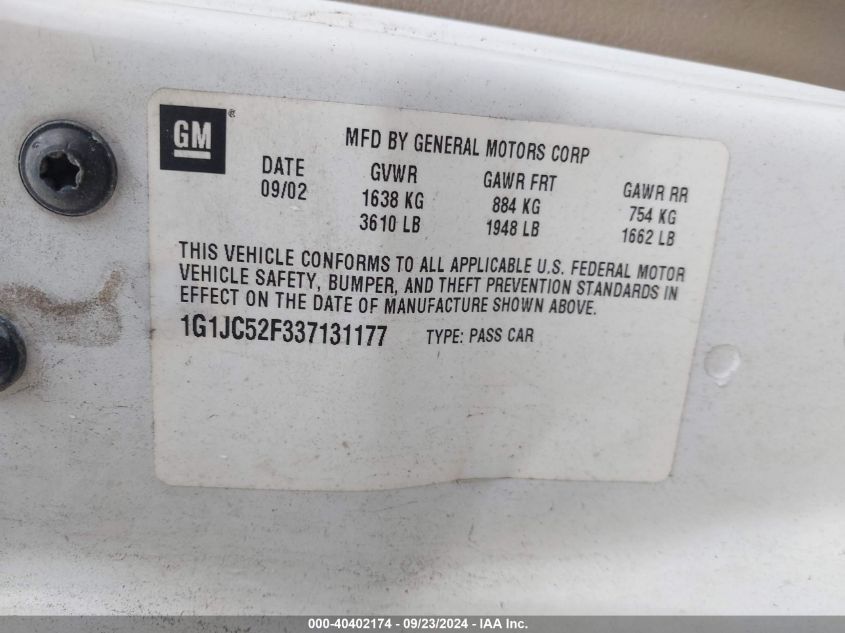 GM®
MFD BY GENERAL MOTORS CORP
DATE GVWR GAWR FRT GAWR RR
09/02 1638 KG 884 KG 754 KG
3610 LB 1948 LB 1662 LB
THIS VEHICLE CONFORMS TO ALL APPLICABLE U.S. FEDERAL MOTOR
VEHICLE SAFETY, BUMPER, AND THEFT PREVENTION STANDARDS IN
EFFECT ON THE DATE OF MANUFACTURE SHOWN ABOVE.
1G1JC52F337131177 TYPE: PASS CAR
000-40402174 - 09/23/2024 - IAA Inc.